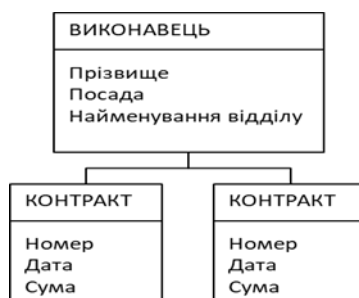 ВИКОНАВЕЦЬ
Прізвище
Посада
Найменування відділу
КОНТРАКТ
Номер
Дата
Сума
КОНТРАКТ
Номер
Дата
Сума